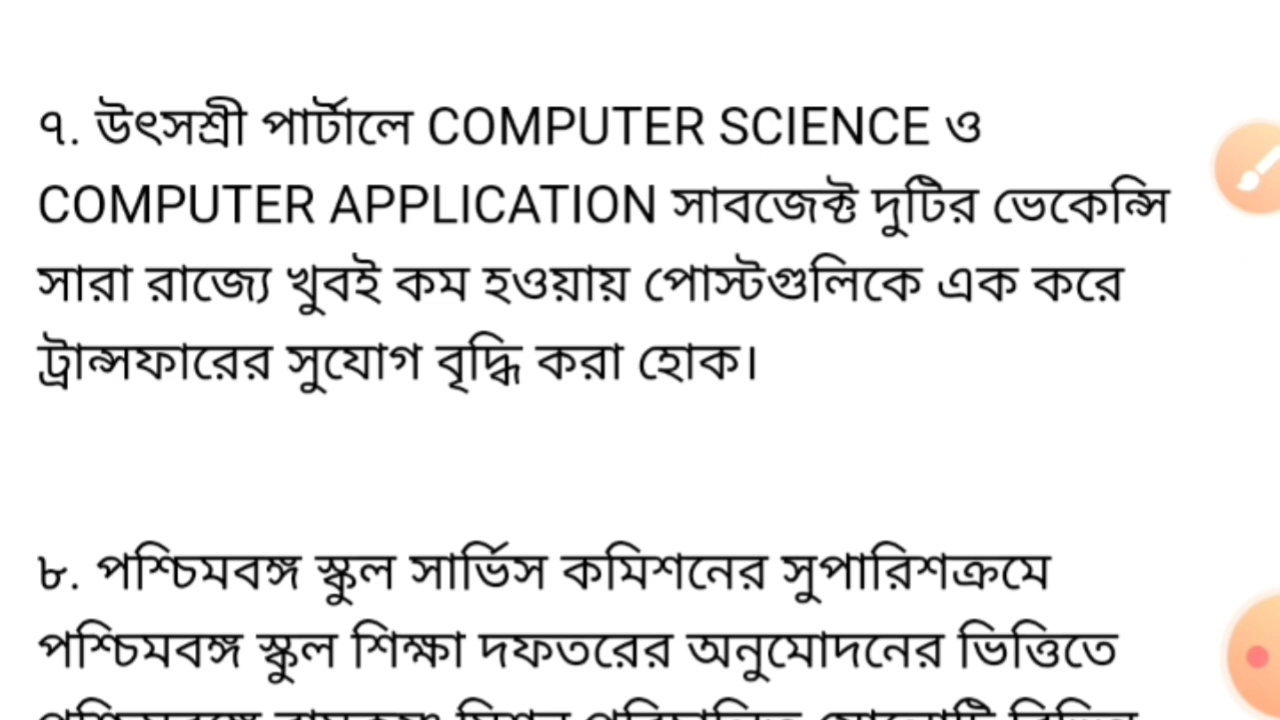 ৭. উৎসশ্রী পার্টালে COMPUTER SCIENCE ও
COMPUTER APPLICATION সাবজেক্ট দুটির ভেকেন্সি
সারা রাজ্যে খুবই কম হওয়ায় পোস্টগুলিকে এক করে
ট্রান্সফারের সুযোগ বৃদ্ধি করা হোক।
৮. পশ্চিমবঙ্গ স্কুল সার্ভিস কমিশনের সুপারিশক্রমে
পশ্চিমবঙ্গ স্কুল শিক্ষা দফতরের অনুমোদনের ভিত্তিতে